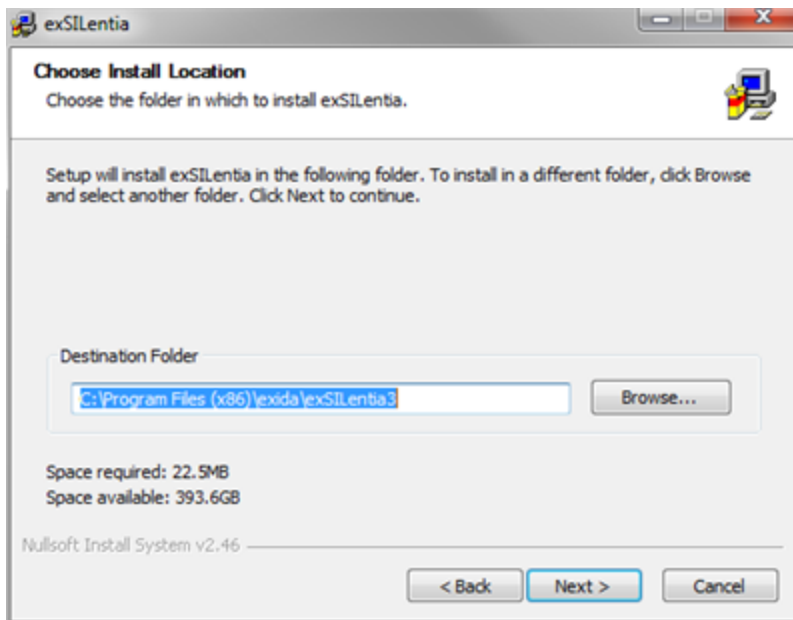 exSILentia
Choose Install Location
Choose the folder in which to install exSILentia.
Setup will install exSILentia in the following folder. To install in a different folder, click Browse
and select another folder. Click Next to continue.
Destination Folder
C:\Program Files (x86)\exida\exSILentia3
Browse...
Space required: 22.5MB
Space available: 393.6GB
Nullsoft Install System v2.46
< Back
Next >
Cancel